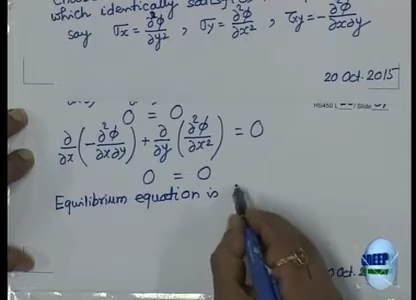 which identically satisf
say σx = ∂²φ/∂y² , σy = ∂²φ/∂x² , τxy = -∂²φ/∂x∂y
20 Oct. 2015
0 = 0
∂/∂x(-∂²φ/∂x∂y) + ∂/∂y(∂²φ/∂x²) = 0
0 = 0
Equilibrium equation is